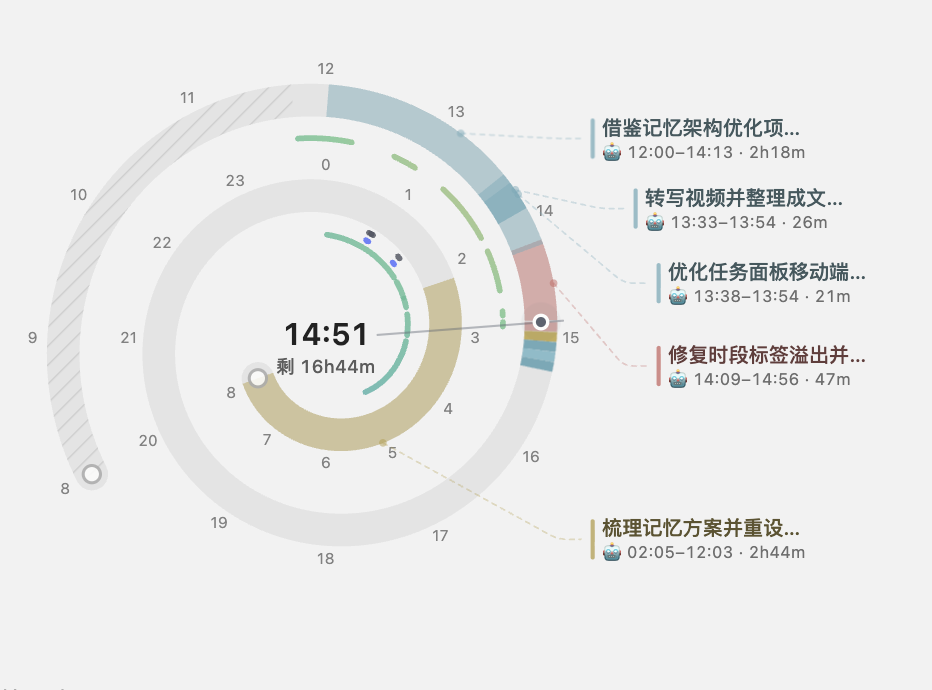 12
11
13
借鉴记忆架构优化项...
12:00–14:13 · 2h18m
0
23
10
1
14
转写视频并整理成文...
13:33–13:54 · 26m
22
2
优化任务面板移动端...
13:38–13:54 · 21m
9
21
14:51
3
15
剩 16h44m
修复时段标签溢出并...
14:09–14:56 · 47m
8
4
7
5
20
6
16
8
19
17
18
梳理记忆方案并重设...
02:05–12:03 · 2h44m